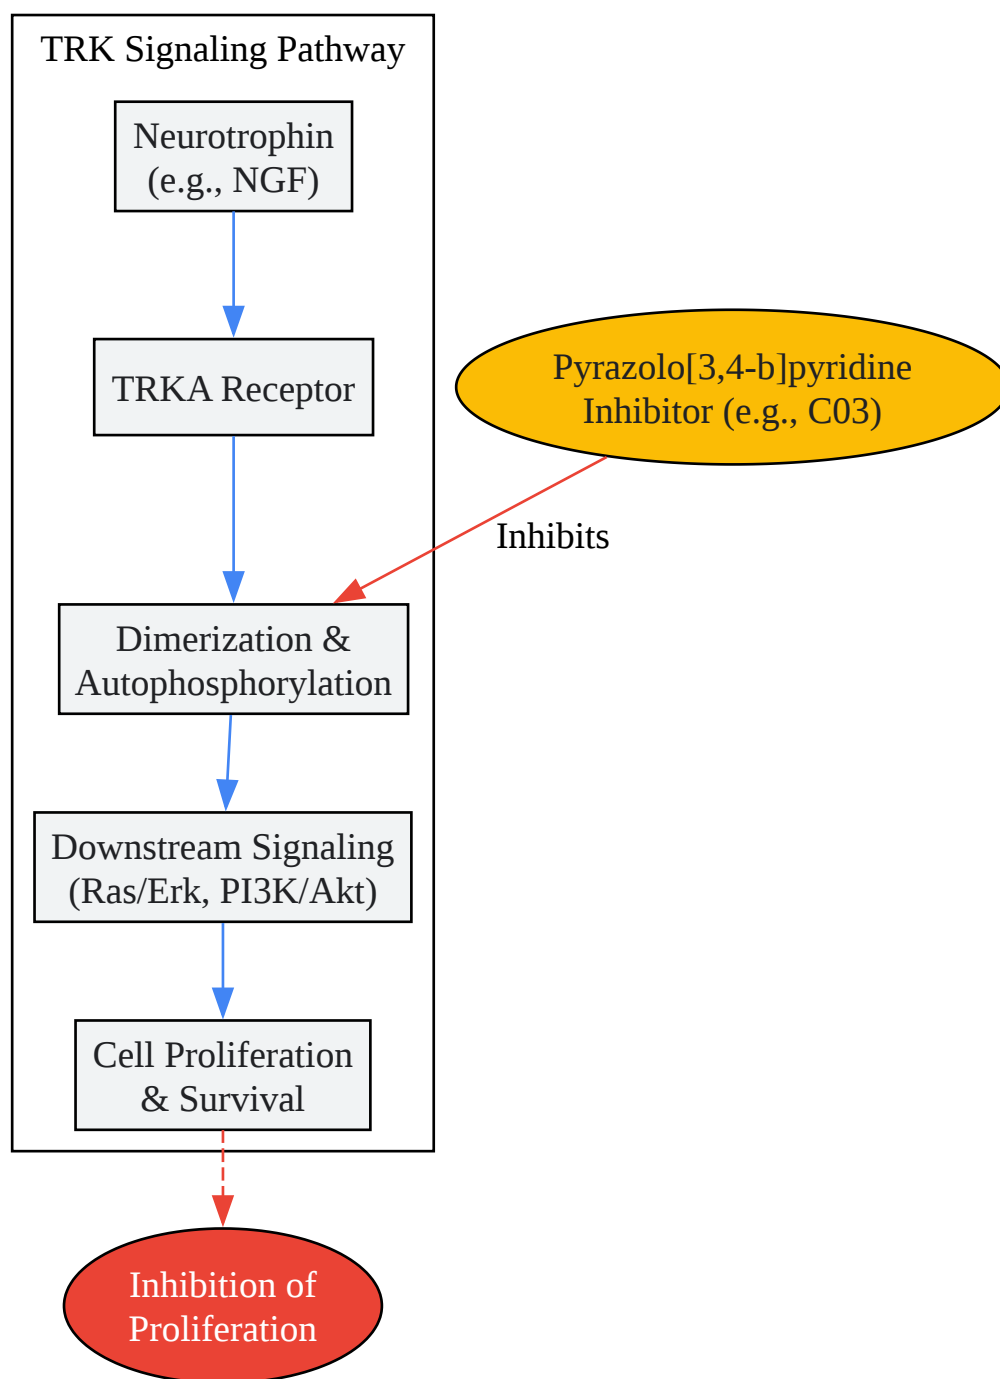 TRK Signaling Pathway
Neurotrophin
(e.g., NGF)
TRKA Receptor
Pyrazolo[3,4-b]pyridine
Inhibitor (e.g., C03)
Inhibits
Dimerization &
Autophosphorylation
Downstream Signaling
(Ras/Erk, PI3K/Akt)
Cell Proliferation
& Survival
Inhibition of
Proliferation